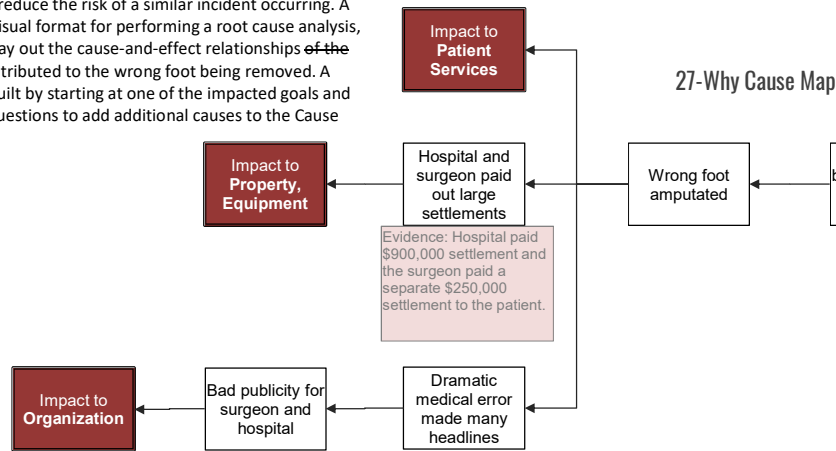 reduce the risk of a similar incident occurring. A
isual format for performing a root cause analysis,
ay out the cause-and-effect relationships of the
tributed to the wrong foot being removed. A
uilt by starting at one of the impacted goals and
uestions to add additional causes to the Cause
Impact to
Patient
Services
27-Why Cause Map
Impact to
Property,
Equipment
Hospital and
surgeon paid
out large
settlements
Wrong foot
amputated
Evidence: Hospital paid
$900,000 settlement and
the surgeon paid a
separate $250,000
settlement to the patient.
Impact to
Organization
Bad publicity for
surgeon and
hospital
Dramatic
medical error
made many
headlines